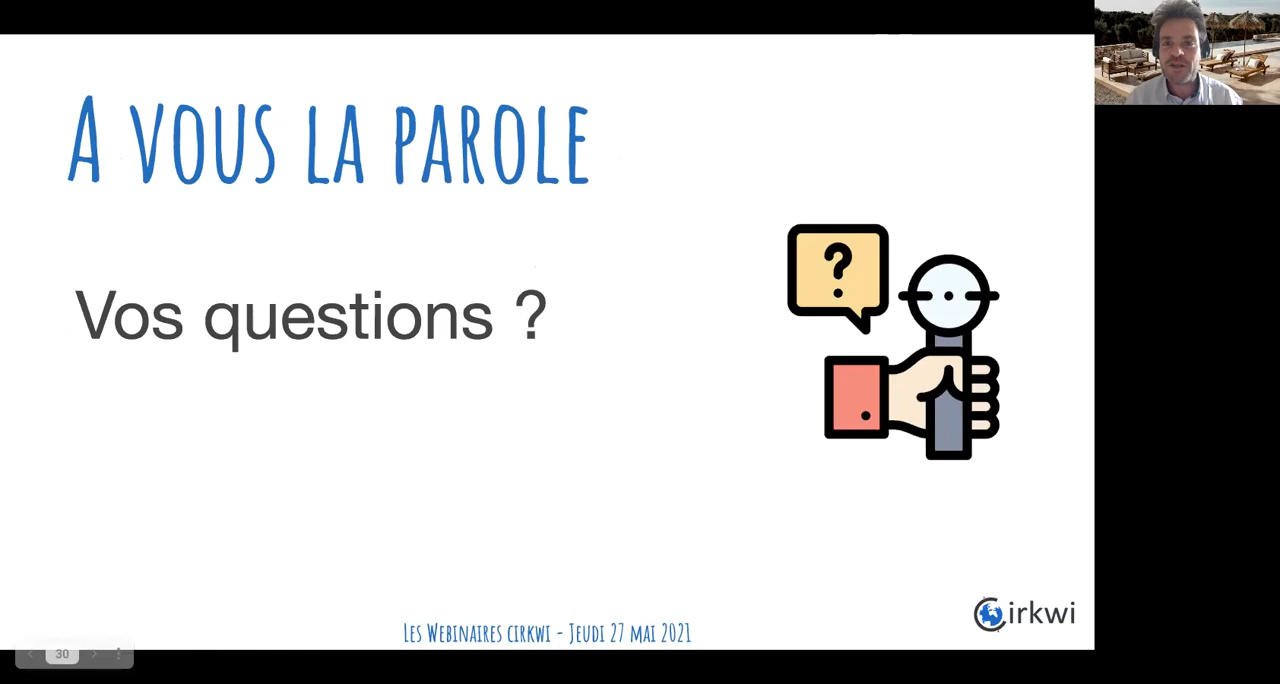 A VOUS LA PAROLE
Vos questions ?
?
Cirkwi
LES WEBINAIRES CIRKWI - JEUDI 27 MAI 2021
30